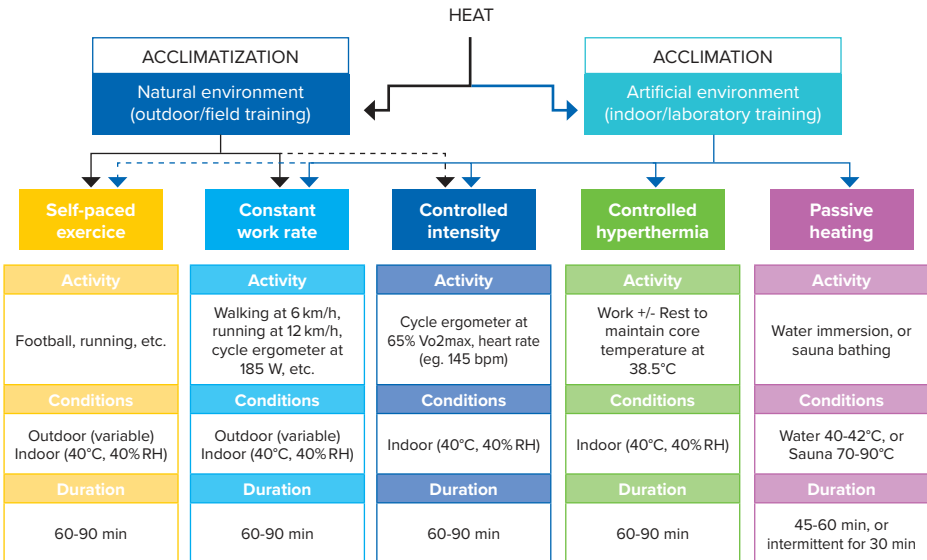 HEAT
ACCLIMATIZATION
Natural environment
(outdoor/field training)
ACCLIMATION
Artificial environment
(indoor/laboratory training)
Self-paced
exercice
Constant
work rate
Controlled
intensity
Controlled
hyperthermia
Passive
heating
Activity
Football, running, etc.
Conditions
Outdoor (variable)
Indoor (40°C, 40% RH)
Duration
60-90 min
Activity
Walking at 6 km/h,
running at 12 km/h,
cycle ergometer at
185 W, etc.
Conditions
Outdoor (variable)
Indoor (40°C, 40% RH)
Duration
60-90 min
Activity
Cycle ergometer at
65% Vo2max, heart rate
(eg. 145 bpm)
Conditions
Indoor (40°C, 40% RH)
Duration
60-90 min
Activity
Work +/- Rest to
maintain core
temperature at
38.5°C
Conditions
Indoor (40°C, 40% RH)
Duration
60-90 min
Activity
Water immersion, or
sauna bathing
Conditions
Water 40-42°C, or
Sauna 70-90°C
Duration
45-60 min, or
intermittent for 30 min